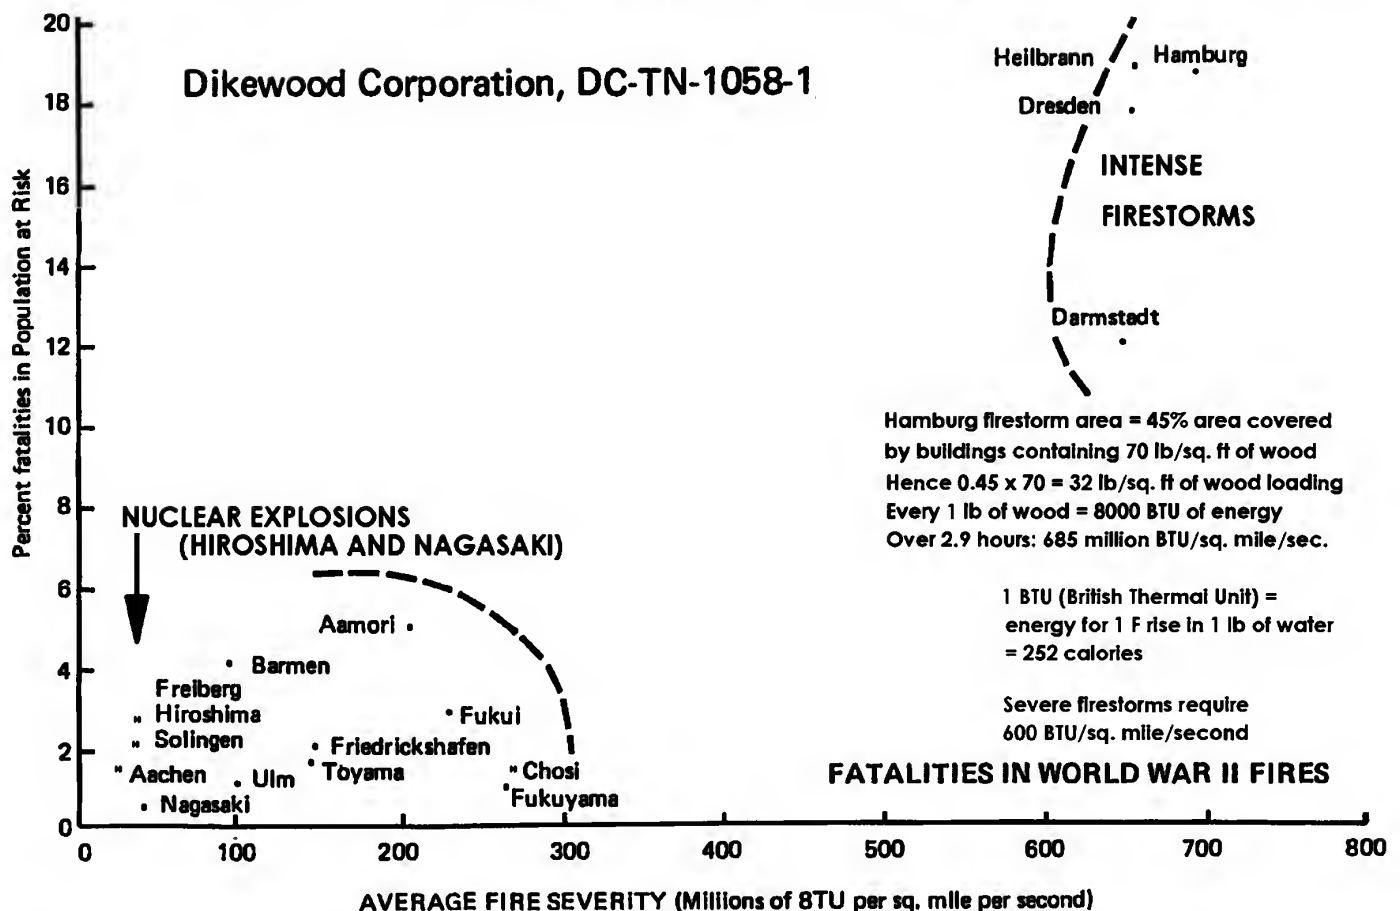 Dikewood Corporation, DC-TN-1058-1
Percent fatalities in Population at Risk
20
18
16
14
12
10
8
6
4
2
0
Heilbrann
Hamburg
Dresden
INTENSE
FIRESTORMS
Darmstadt
Hamburg firestorm area = 45% area covered
by buildings containing 70 lb/sq. ft of wood
Hence 0.45 x 70 = 32 lb/sq. ft of wood loading
Every 1 lb of wood = 8000 BTU of energy
Over 2.9 hours: 685 million BTU/sq. mile/sec.
1 BTU (British Thermal Unit) =
energy for 1 F rise in 1 lb of water
= 252 calories
Severe firestorms require
600 BTU/sq. mile/second
FATALITIES IN WORLD WAR II FIRES
NUCLEAR EXPLOSIONS
(HIROSHIMA AND NAGASAKI)
Aamori
Barmen
Freiberg
Hiroshima
Fukui
Solingen
Friedrickshafen
Aachen
Ulm
Toyama
Chosi
Nagasaki
Fukuyama
0 100 200 300 400 500 600 700 800
AVERAGE FIRE SEVERITY (Millions of 8TU per sq. mile per second)